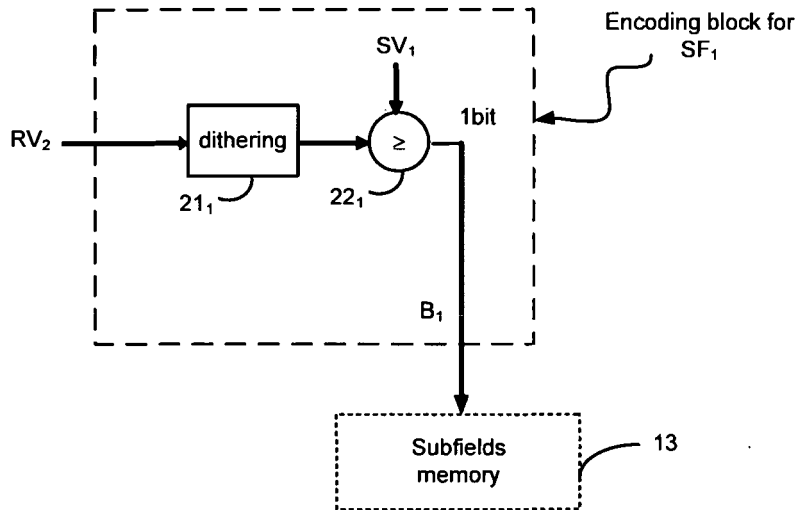 Encoding block for
SF₁
SV₁
1bit
RV₂
dithering
≥
21₁
22₁
B₁
Subfields
memory
13